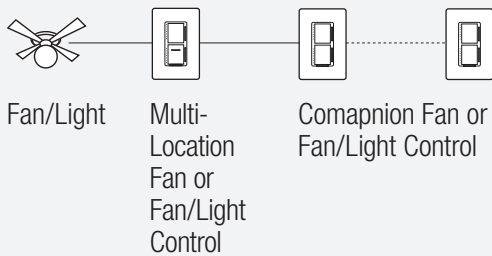 Fan/Light
Multi-
Location
Fan or
Fan/Light
Control
Comapnion Fan or
Fan/Light Control